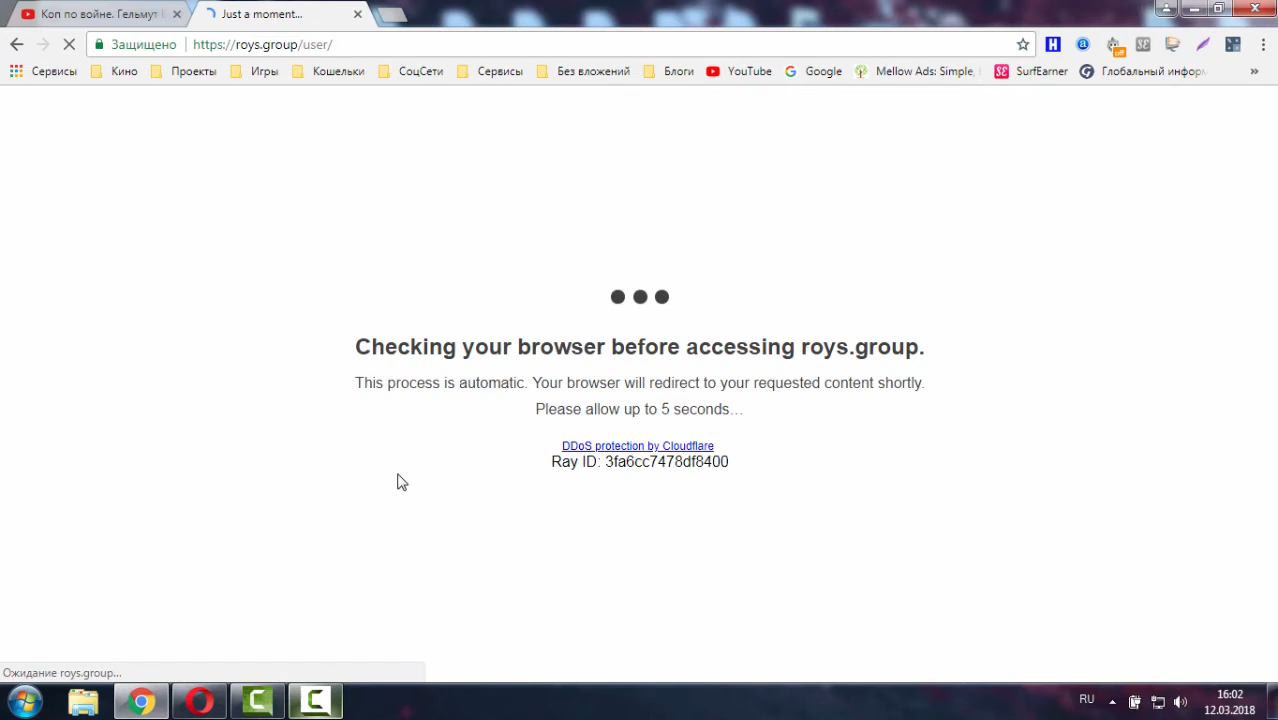 Коп по войне. Гельмут
Just a moment...
Защищено
https://roys.group/user/
Сервисы
Кино
Проекты
Игры
Кошельки
СоцСети
Сервисы
Без вложений
Блоги
YouTube
Google
Mellow Ads: Simple,
SurfEarner
Глобальный информ
»
Checking your browser before accessing roys.group.
This process is automatic. Your browser will redirect to your requested content shortly.
Please allow up to 5 seconds…
DDoS protection by Cloudflare
Ray ID: 3fa6cc7478df8400
Ожидание roys.group...
RU
16:02
12.03.2018